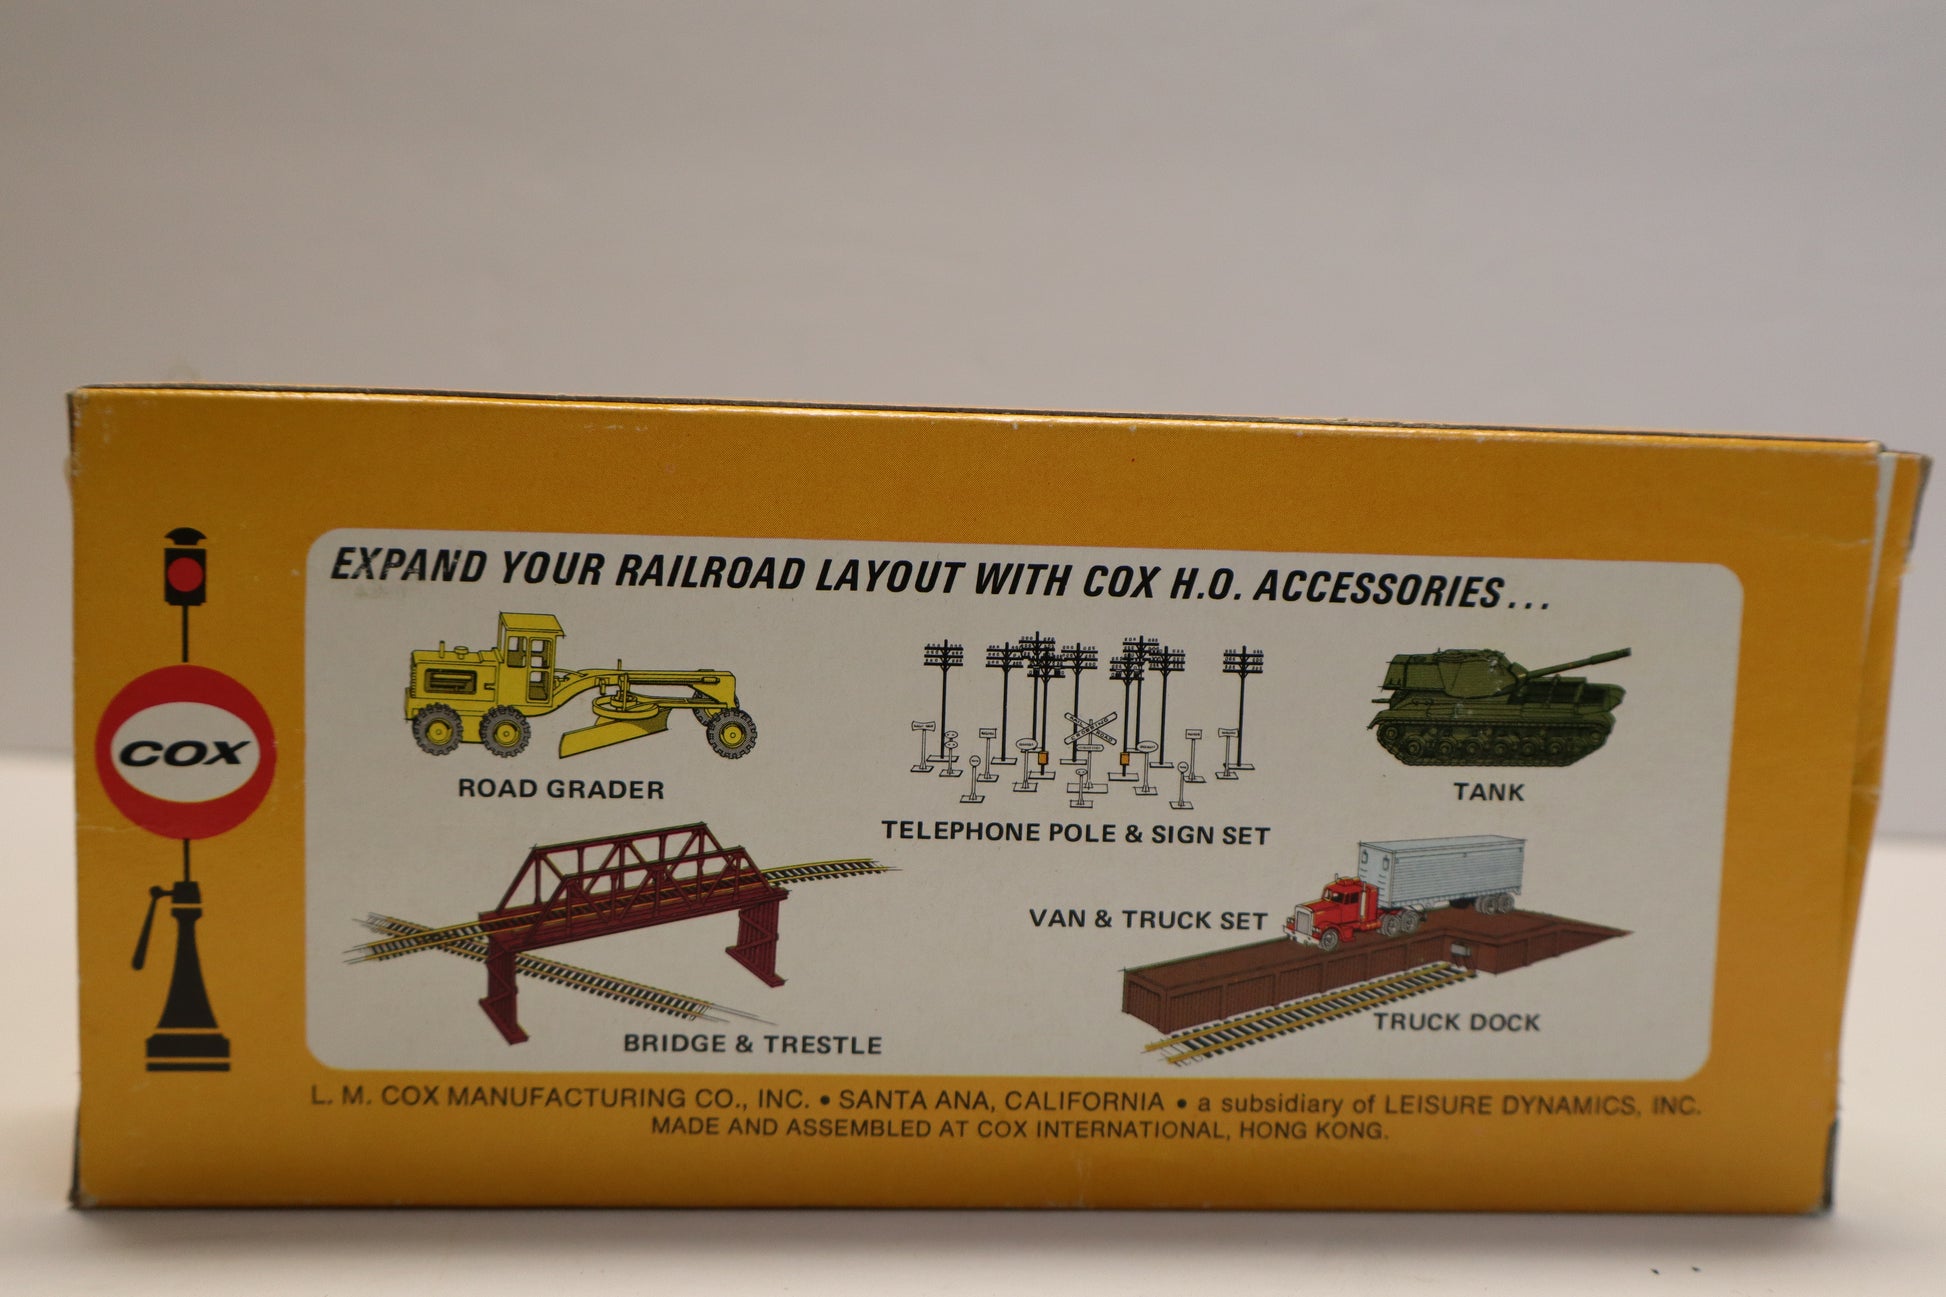 EXPAND YOUR RAILROAD LAYOUT WITH COX H.O. ACCESSORIES...
COX
ROAD GRADER
TELEPHONE POLE & SIGN SET
TANK
BRIDGE & TRESTLE
VAN & TRUCK SET
TRUCK DOCK
L. M. COX MANUFACTURING CO., INC. • SANTA ANA, CALIFORNIA • a subsidiary of LEISURE DYNAMICS, INC.
MADE AND ASSEMBLED AT COX INTERNATIONAL, HONG KONG.